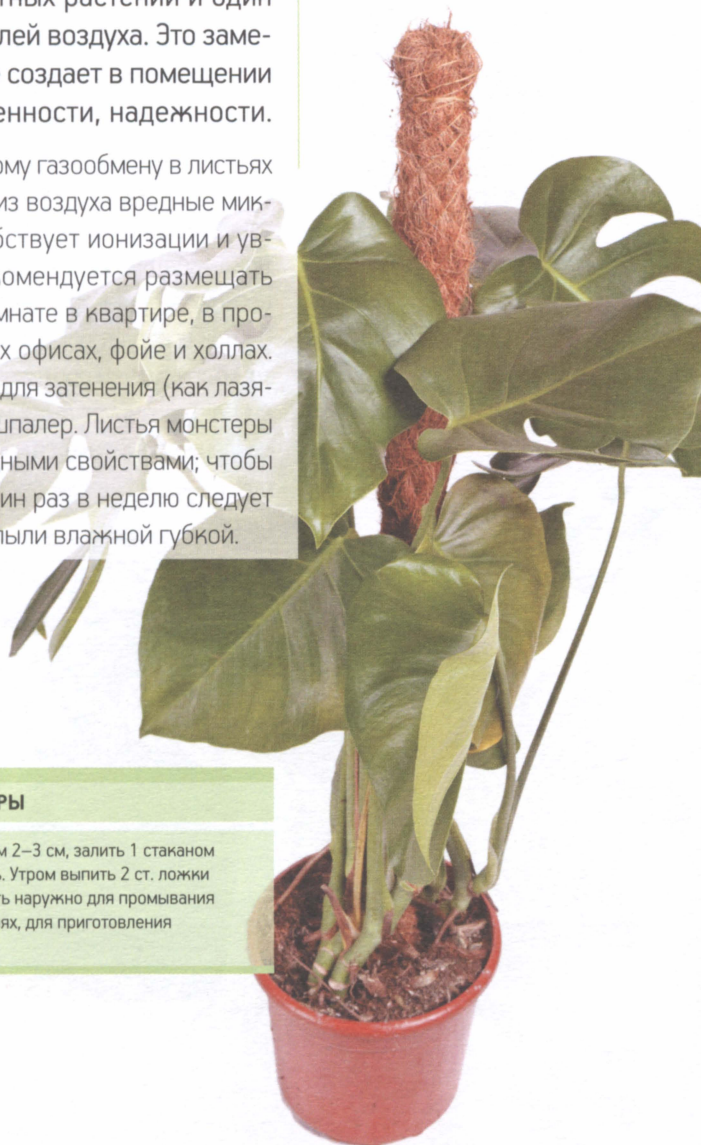 тных растений и один
лей воздуха. Это заме-
создает в помещении
енности, надежности.
ому газообмену в листьях
из воздуха вредные мик-
бствует ионизации и ув-
комендуется размещать
мнате в квартире, в про-
х офисах, фойе и холлах.
для затенения (как лазя-
шпалер. Листья монстеры
ными свойствами; чтобы
ин раз в неделю следует
пыли влажной губкой.
РЫ
м 2–3 см, залить 1 стаканом
ь. Утром выпить 2 ст. ложки
ть наружно для промывания
ях, для приготовления